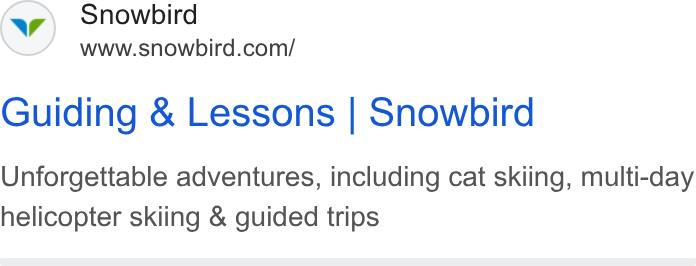 Snowbird
www.snowbird.com/
Guiding & Lessons | Snowbird
Unforgettable adventures, including cat skiing, multi-day
helicopter skiing & guided trips